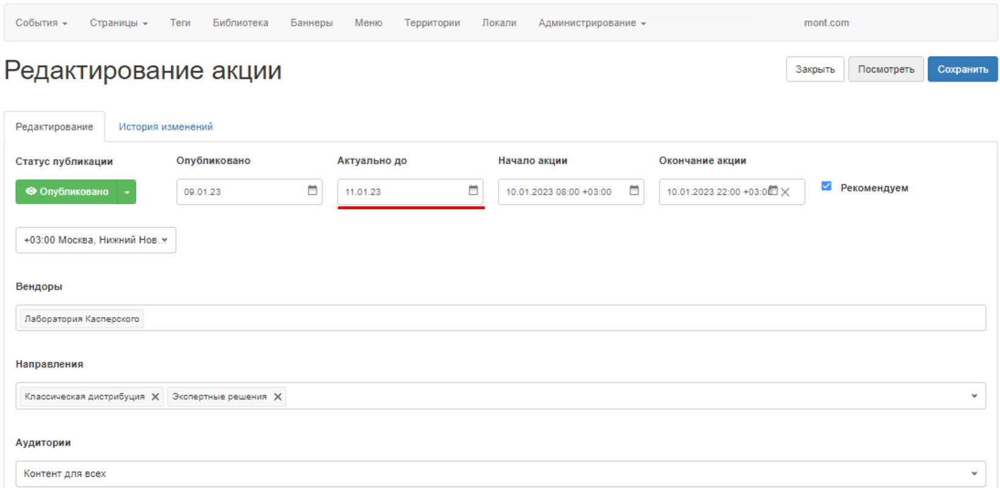 События Страницы Теги Библиотека Баннеры Меню Территории Локали Администрирование mont.com
Редактирование акции
Закрыть Посмотреть Сохранить
Редактирование История изменений
Статус публикации Опубликовано Актуально до Начало акции Окончание акции
Опубликовано 09.01.23 11.01.23 10.01.2023 08:00 +03:00 10.01.2023 22:00 +03:00 Рекомендуем
+03:00 Москва, Нижний Нов...
Вендоры
Лаборатория Касперского
Направления
Классическая дистрибуция Экспертные решения
Аудитории
Контент для всех